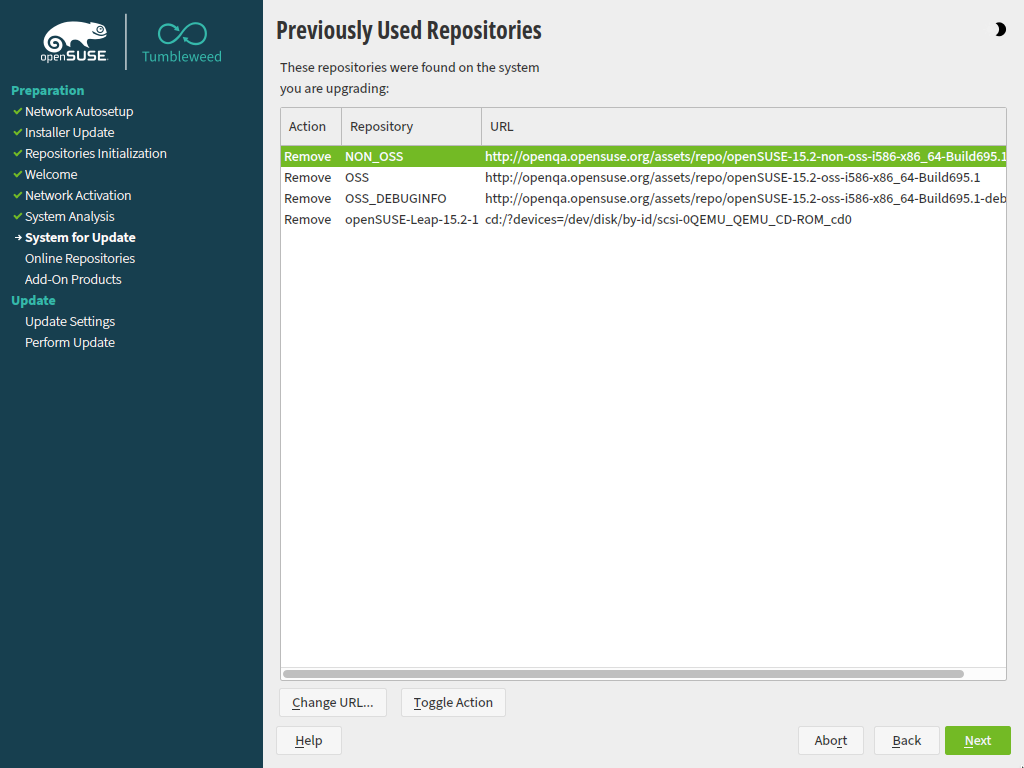 openSUSE
Tumbleweed
Preparation
Network Autosetup
Installer Update
Repositories Initialization
Welcome
Network Activation
System Analysis
System for Update
Online Repositories
Add-On Products
Update
Update Settings
Perform Update
Previously Used Repositories
These repositories were found on the system
you are upgrading:
Action Repository URL
Remove NON_OSS http://openqa.opensuse.org/assets/repo/openSUSE-15.2-non-oss-i586-x86_64-Build695.1
Remove OSS http://openqa.opensuse.org/assets/repo/openSUSE-15.2-oss-i586-x86_64-Build695.1
Remove OSS_DEBUGINFO http://openqa.opensuse.org/assets/repo/openSUSE-15.2-oss-i586-x86_64-Build695.1-deb
Remove openSUSE-Leap-15.2-1 cd:/?devices=/dev/disk/by-id/scsi-0QEMU_QEMU_CD-ROM_cd0
Change URL... Toggle Action
Help Abort Back Next